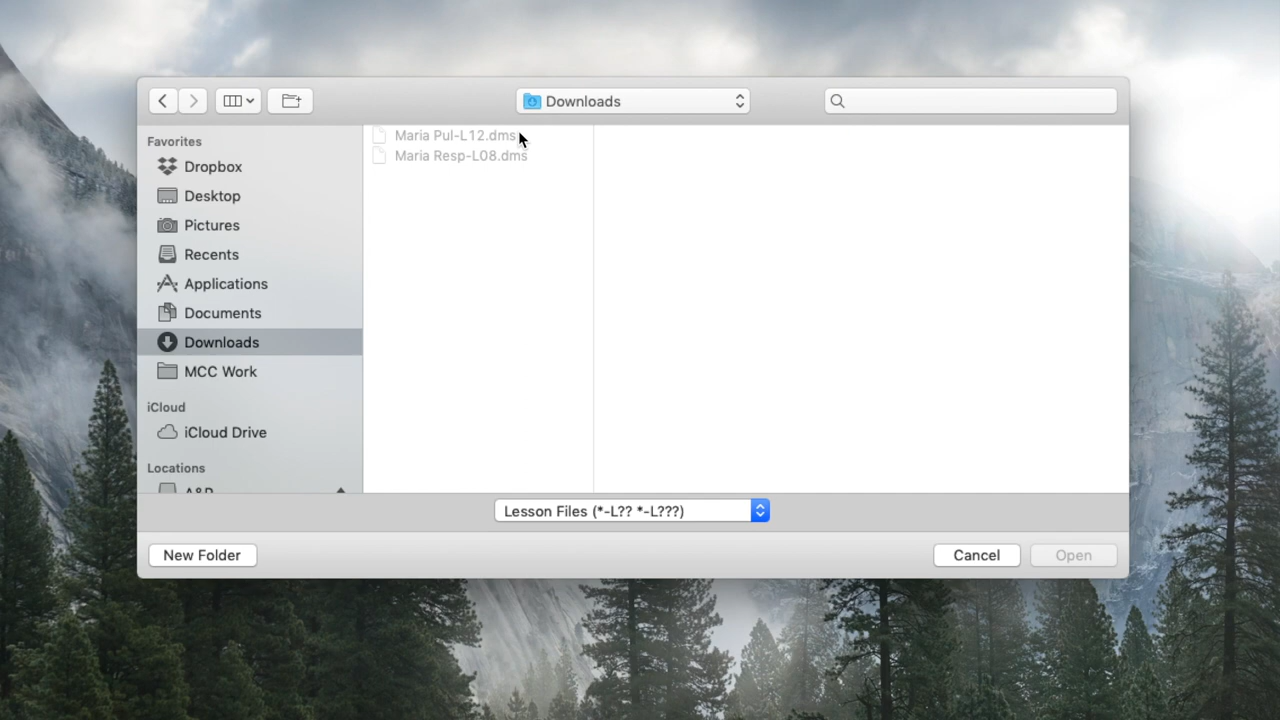 Downloads
Favorites
Dropbox
Desktop
Pictures
Recents
Applications
Documents
Downloads
MCC Work
iCloud
iCloud Drive
Locations
A&P
Maria Pul-L12.dms
Maria Resp-L08.dms
Lesson Files (*-L?? *-L???)
New Folder
Cancel
Open